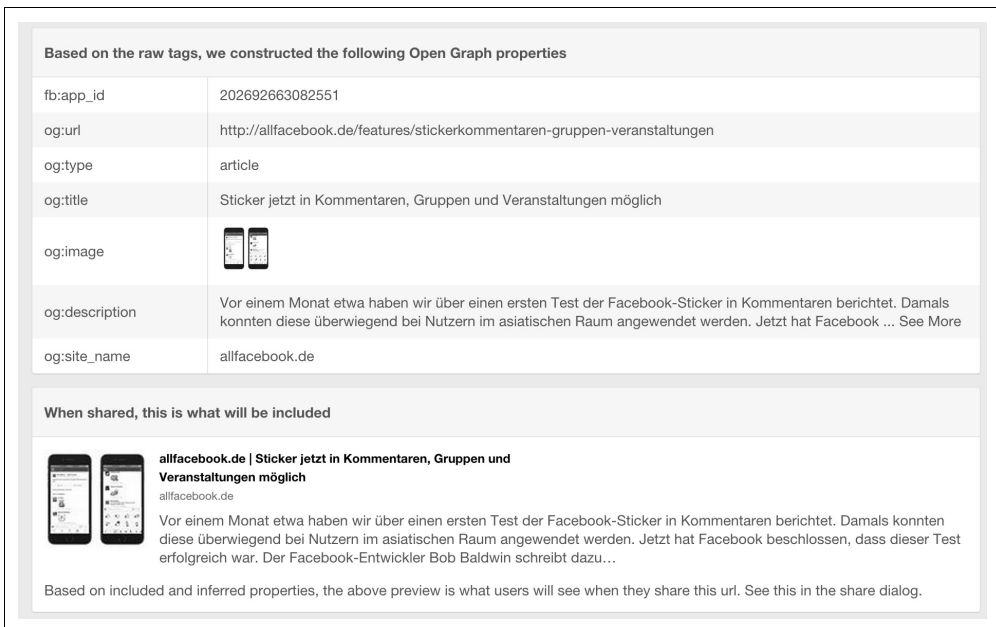 Based on the raw tags, we constructed the following Open Graph properties
fb:app_id 202692663082551
og:url http://allfacebook.de/features/stickerkommentaren-gruppen-veranstaltungen
og:type article
og:title Sticker jetzt in Kommentaren, Gruppen und Veranstaltungen möglich
og:image
og:description Vor einem Monat etwa haben wir über einen ersten Test der Facebook-Sticker in Kommentaren berichtet. Damals
konnten diese überwiegend bei Nutzern im asiatischen Raum angewendet werden. Jetzt hat Facebook ... See More
og:site_name allfacebook.de
When shared, this is what will be included
allfacebook.de | Sticker jetzt in Kommentaren, Gruppen und
Veranstaltungen möglich
allfacebook.de
Vor einem Monat etwa haben wir über einen ersten Test der Facebook-Sticker in Kommentaren berichtet. Damals konnten
diese überwiegend bei Nutzern im asiatischen Raum angewendet werden. Jetzt hat Facebook beschlossen, dass dieser Test
erfolgreich war. Der Facebook-Entwickler Bob Baldwin schreibt dazu…
Based on included and inferred properties, the above preview is what users will see when they share this url. See this in the share dialog.